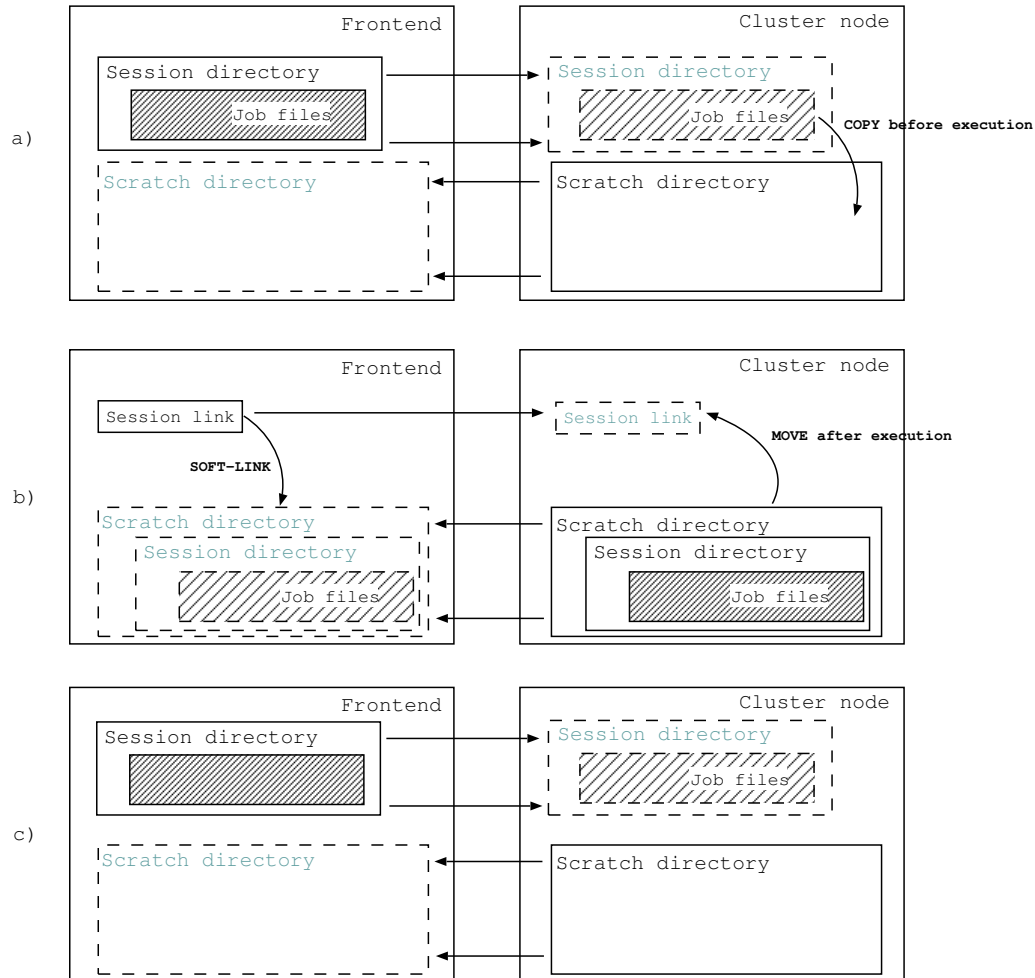 a)
Frontend
Session directory
Job files
Scratch directory
Cluster node
Session directory
Job files
COPY before execution
Scratch directory
b)
Frontend
Session link
SOFT-LINK
Scratch directory
Session directory
Job files
Cluster node
Session link
MOVE after execution
Scratch directory
Session directory
Job files
c)
Frontend
Session directory
Scratch directory
Cluster node
Session directory
Job files
Scratch directory